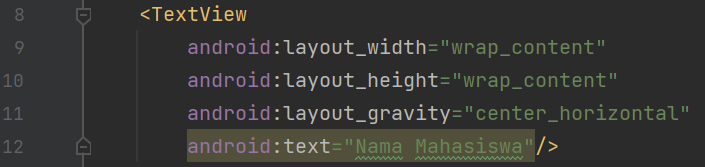 8 <TextView
9 android:layout_width="wrap_content"
10 android:layout_height="wrap_content"
11 android:layout_gravity="center_horizontal"
12 android:text="Nama Mahasiswa"/>